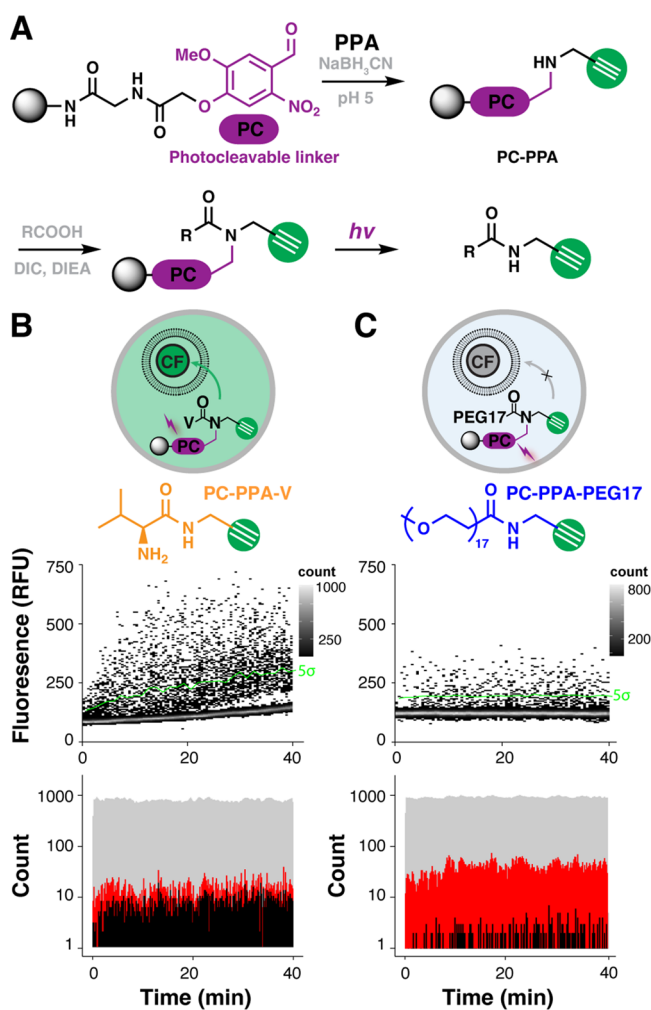 A
MeO
O
PPA
NaBH3CN
pH 5
O
H
N
N
H
O
O
NO2
PC
Photocleavable linker
HN
PC
PC-PPA
RCOOH
DIC, DIEA
O
R
N
PC
hν
O
R
N
H
B
CF
O
V
N
PC
C
CF
O
PEG17
N
PC
O
PC-PPA-V
N
H
NH2
O
PC-PPA-PEG17
O
17
N
H
Fluoresence (RFU)
750
500
250
0
0
20
40
count
1000
250
5σ
750
500
250
0
0
20
40
count
800
200
5σ
Count
1000
100
10
1
0
20
40
Time (min)
Count
1000
100
10
1
0
20
40
Time (min)